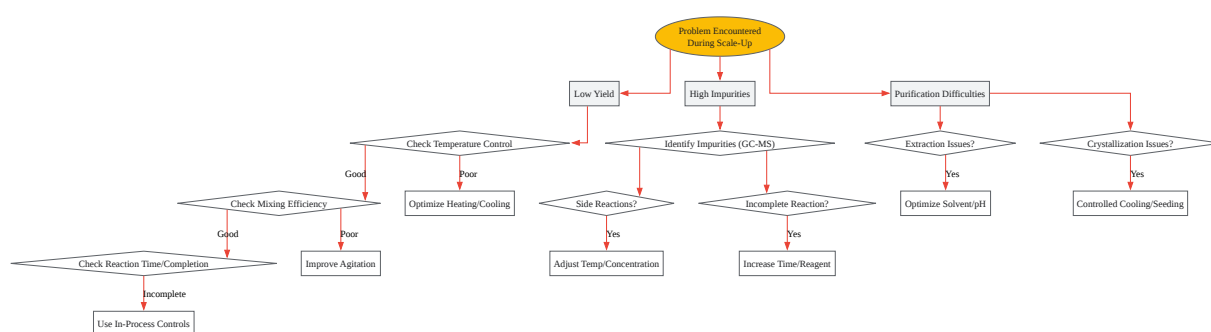 Problem Encountered
During Scale-Up
Low Yield
High Impurities
Purification Difficulties
Check Temperature Control
Identify Impurities (GC-MS)
Extraction Issues?
Crystallization Issues?
Good
Poor
Yes
Yes
Check Mixing Efficiency
Optimize Heating/Cooling
Side Reactions?
Incomplete Reaction?
Optimize Solvent/pH
Controlled Cooling/Seeding
Good
Poor
Yes
Yes
Check Reaction Time/Completion
Improve Agitation
Adjust Temp/Concentration
Increase Time/Reagent
Incomplete
Use In-Process Controls